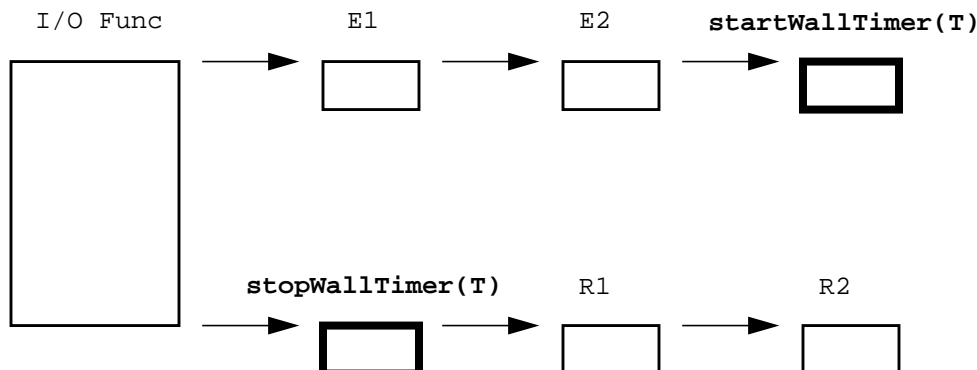 I/O Func E1 E2 startWallTimer(T)
stopWallTimer(T) R1 R2